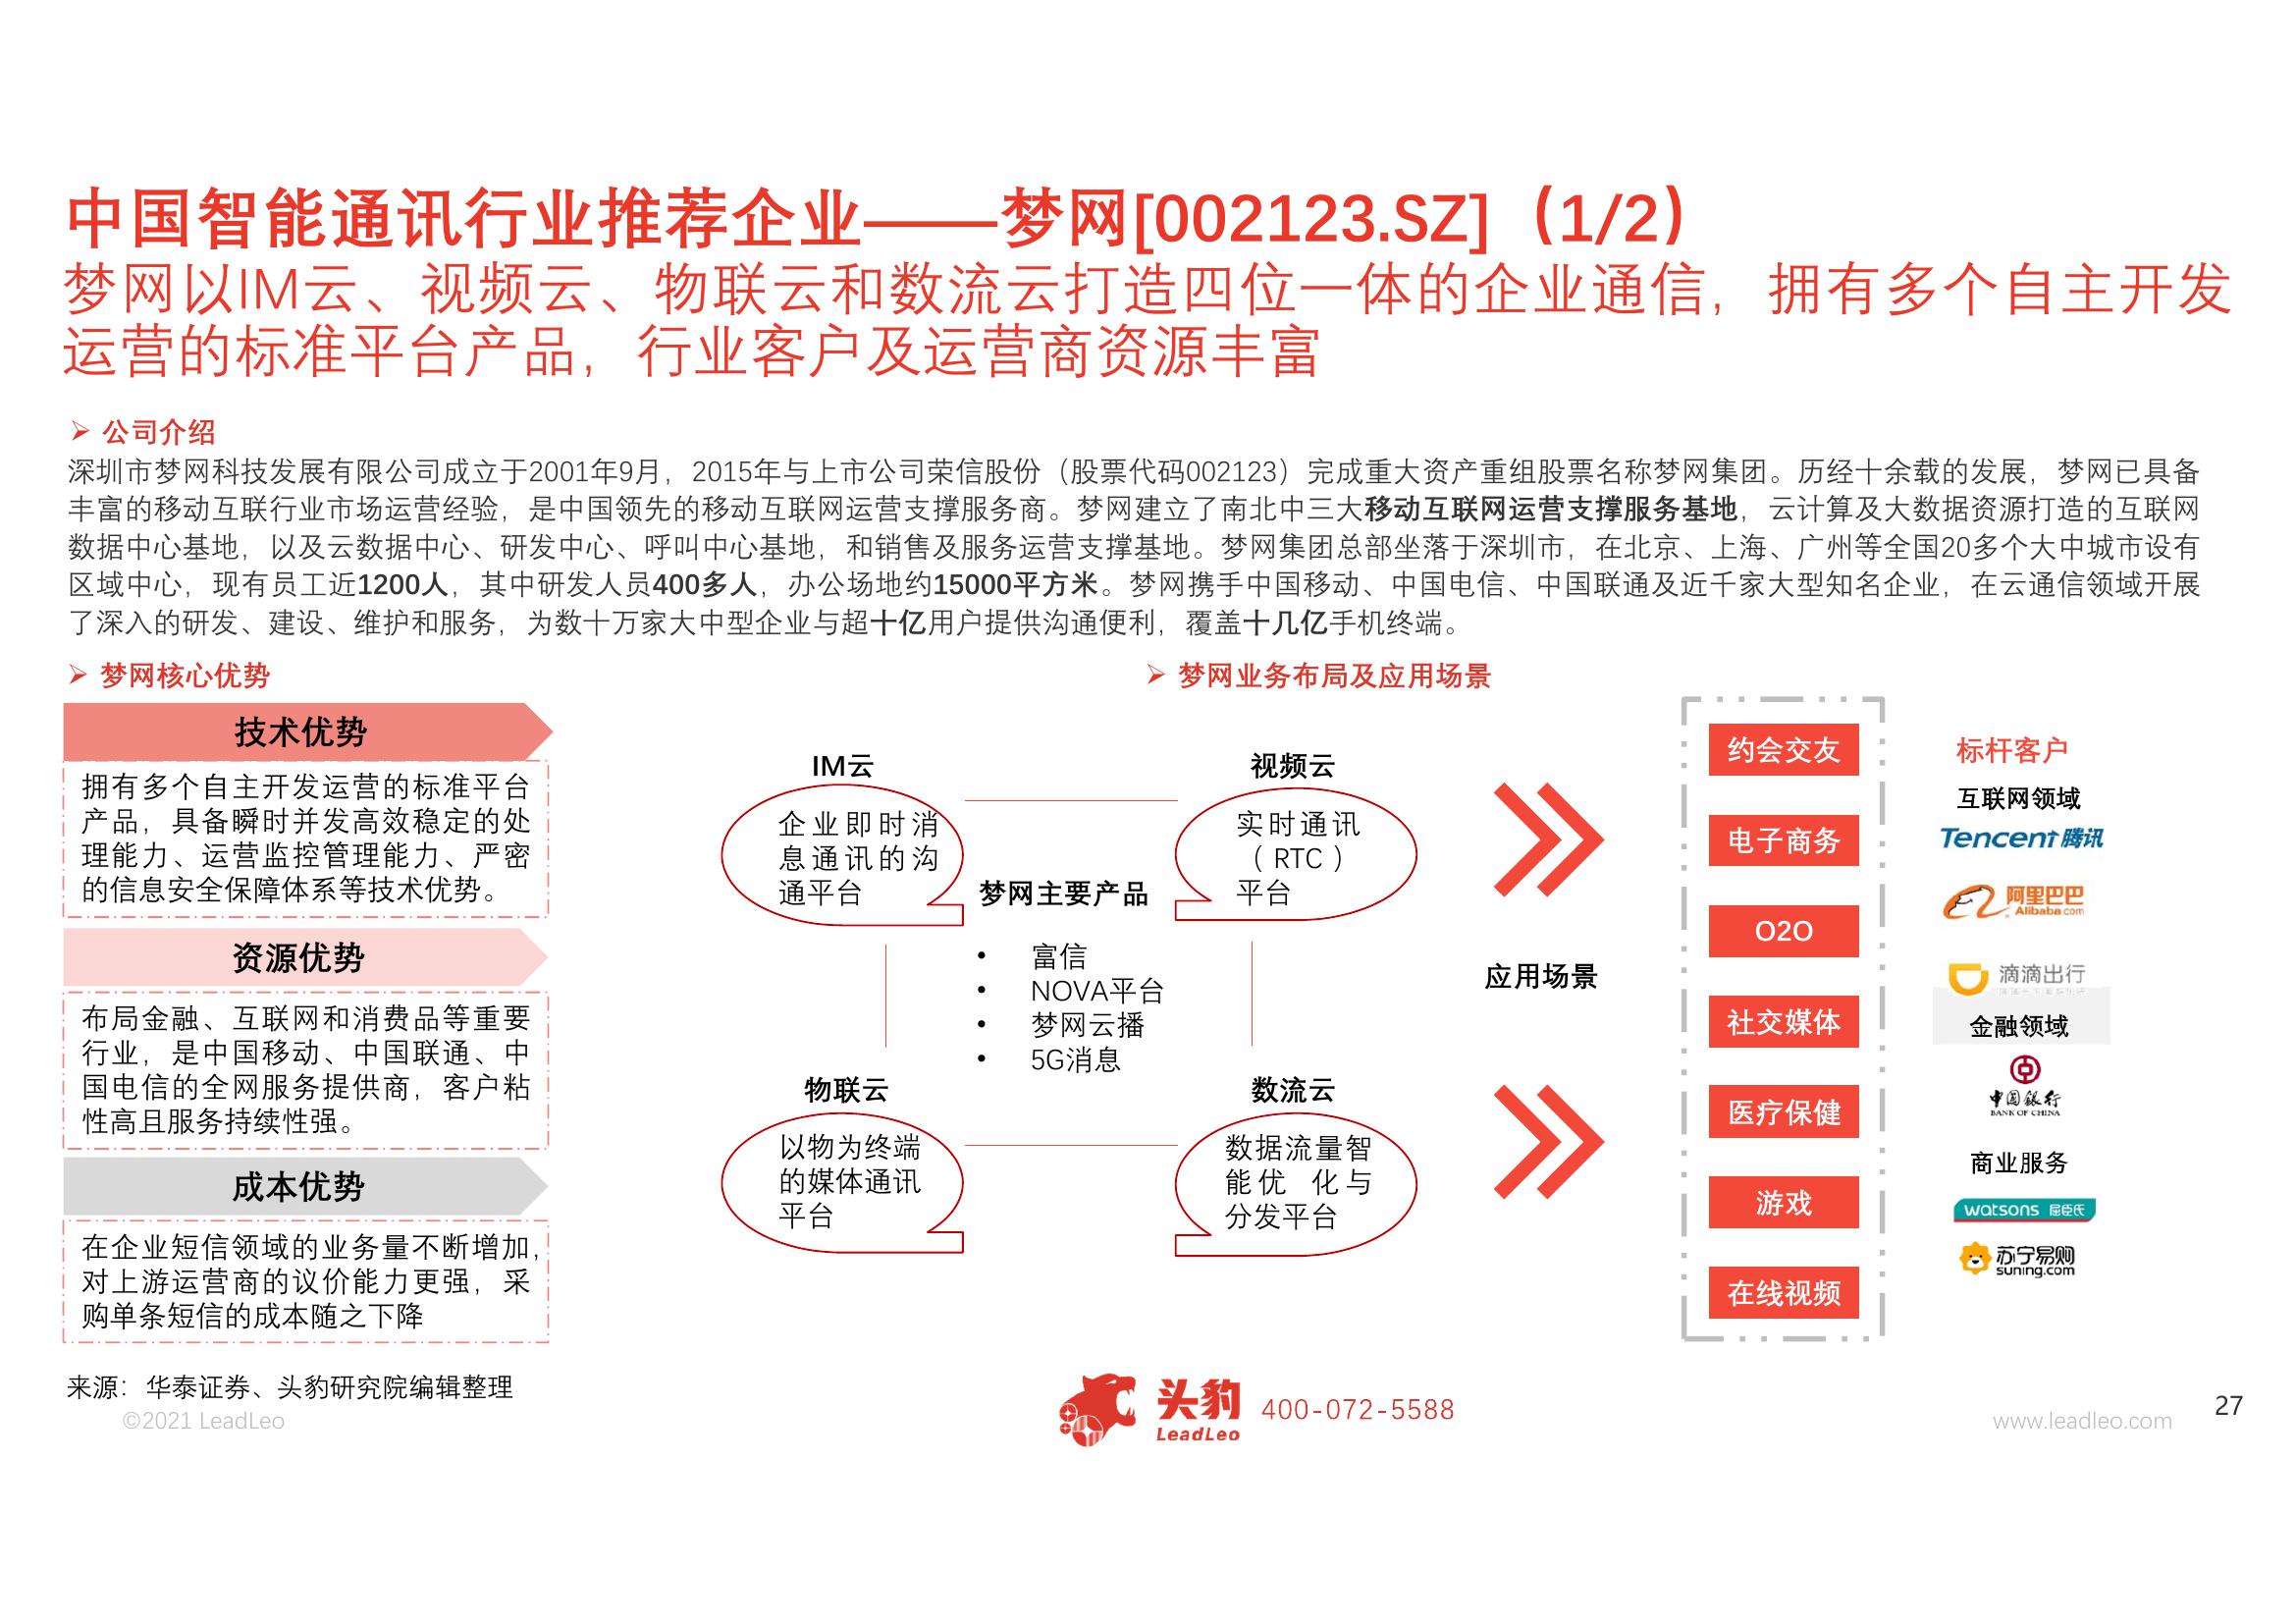 中国智能通讯行业推荐企业——梦网[002123.SZ]（1/2）
梦网以IM云、视频云、物联云和数流云打造四位一体的企业通信，拥有多个自主开发
运营的标准平台产品，行业客户及运营商资源丰富
公司介绍
深圳市梦网科技发展有限公司成立于2001年9月，2015年与上市公司荣信股份（股票代码002123）完成重大资产重组股票名称梦网集团。历经十余载的发展，梦网已具备
丰富的移动互联行业市场运营经验，是中国领先的移动互联网运营支撑服务商。梦网建立了南北中三大移动互联网运营支撑服务基地，云计算及大数据资源打造的互联网
数据中心基地，以及云数据中心、研发中心、呼叫中心基地，和销售及服务运营支撑基地。梦网集团总部坐落于深圳市，在北京、上海、广州等全国20多个大中城市设有
区域中心，现有员工近1200人，其中研发人员400多人，办公场地约15000平方米。梦网携手中国移动、中国电信、中国联通及近千家大型知名企业，在云通信领域开展
了深入的研发、建设、维护和服务，为数十万家大中型企业与超十亿用户提供沟通便利，覆盖十几亿手机终端。
梦网核心优势
技术优势
拥有多个自主开发运营的标准平台
产品，具备瞬时并发高效稳定的处
理能力、运营监控管理能力、严密
的信息安全保障体系等技术优势。
资源优势
布局金融、互联网和消费品等重要
行业，是中国移动、中国联通、中
国电信的全网服务提供商，客户粘
性高且服务持续性强。
成本优势
在企业短信领域的业务量不断增加，
对上游运营商的议价能力更强，采
购单条短信的成本随之下降
梦网业务布局及应用场景
IM云
企业即时消
息通讯的沟
通平台
视频云
实时通讯
（RTC）
平台
梦网主要产品
• 富信
• NOVA平台
• 梦网云播
• 5G消息
物联云
以物为终端
的媒体通讯
平台
数流云
数据流量智
能优 化与
分发平台
应用场景
约会交友
电子商务
O2O
社交媒体
医疗保健
游戏
在线视频
标杆客户
互联网领域
Tencent 腾讯
阿里巴巴
Alibaba.com
滴滴出行
金融领域
中国银行
BANK OF CHINA
商业服务
watsons 屈臣氏
苏宁易购
suning.com
来源：华泰证券、头豹研究院编辑整理
©2021 LeadLeo
头豹
LeadLeo
400-072-5588
www.leadleo.com
27